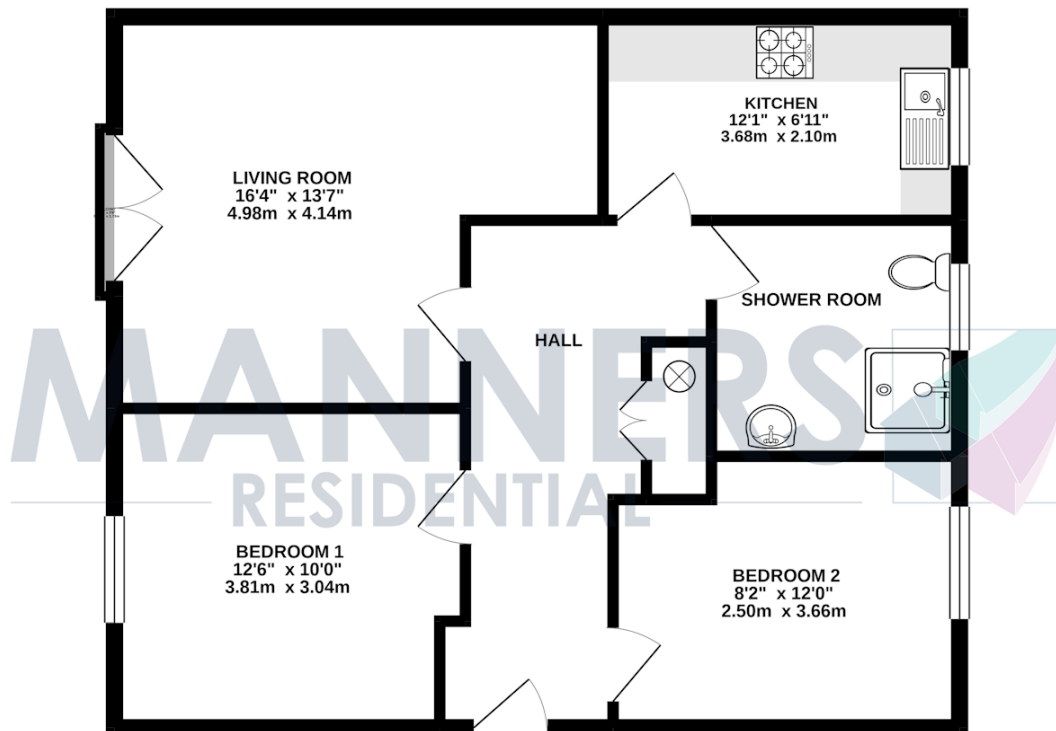 KITCHEN
12'1" x 6'11"
3.68m x 2.10m
LIVING ROOM
16'4" x 13'7"
4.98m x 4.14m
SHOWER ROOM
HALL
MANNERS
RESIDENTIAL
BEDROOM 1
12'6" x 10'0"
3.81m x 3.04m
BEDROOM 2
8'2" x 12'0"
2.50m x 3.66m